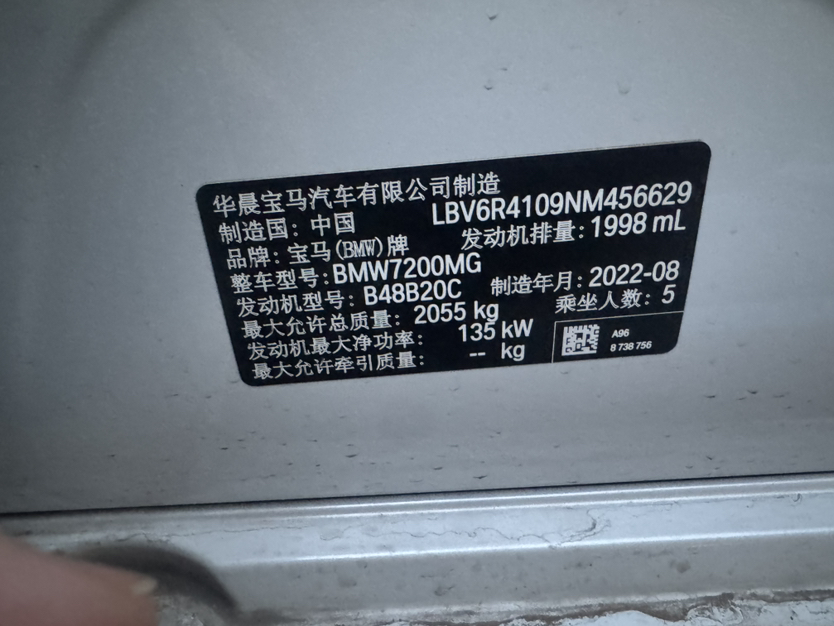 华晨宝马汽车有限公司制造
制造国：中国 LBV6R4109NM456629
品牌：宝马(BMW)牌 发动机排量：1998 mL
整车型号：BMW7200MG
发动机型号：B48B20C 制造年月：2022-08
最大允许总质量：2055 kg 乘坐人数：5
发动机最大净功率：135 kW
最大允许牵引质量：-- kg
A96
8 738 756